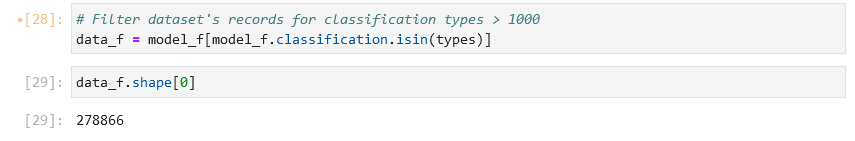 [28]: # Filter dataset's records for classification types > 1000
data_f = model_f[model_f.classification.isin(types)]
[29]: data_f.shape[0]
[29]: 278866